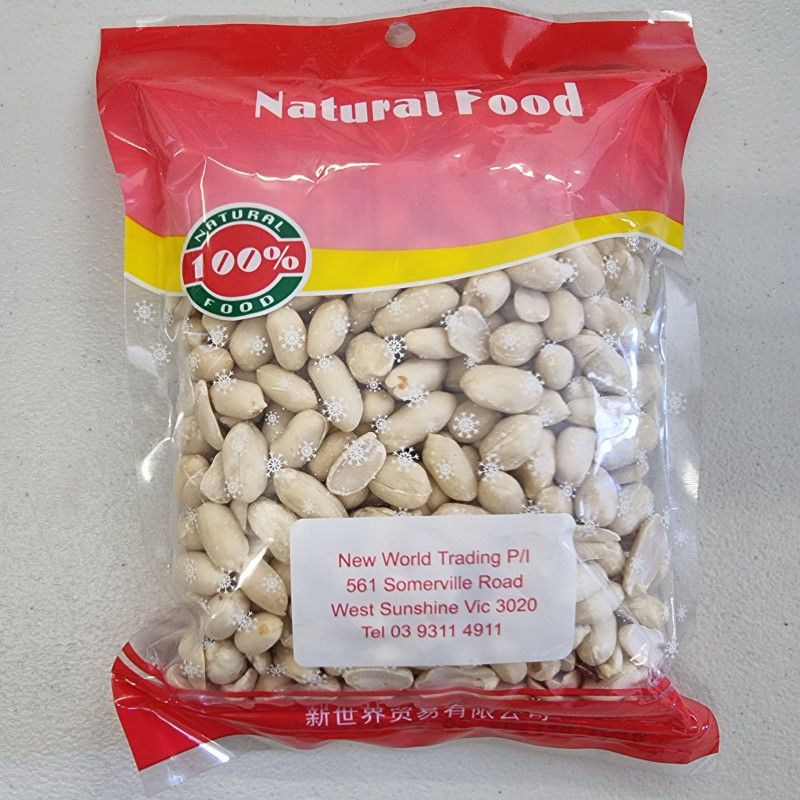 Natural Food
NATURAL
100%
FOOD
New World Trading P/l
561 Somerville Road
West Sunshine Vic 3020
Tel 03 9311 4911
新世界贸易有限公司